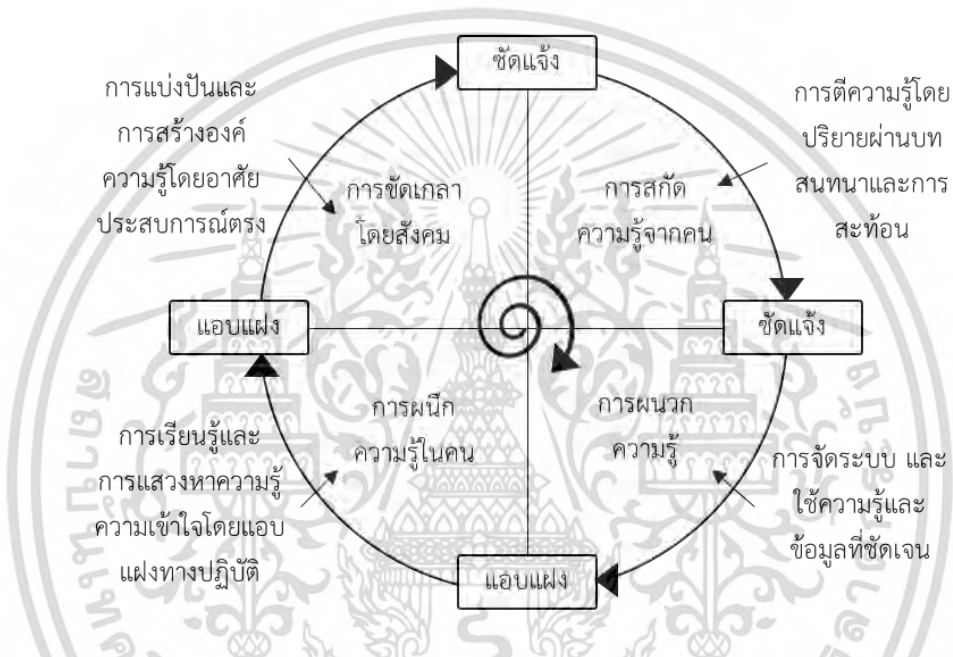 ชัดแจ้ง
การแบ่งปันและ
การสร้างองค์
ความรู้โดยอาศัย
ประสบการณ์ตรง
การตีความรู้โดย
ปริยายผ่านบท
สนทนาและการ
สะท้อน
การขัดเกลา
โดยสังคม
การสกัด
ความรู้จากคน
แอบแฝง
ชัดแจ้ง
การผนึก
ความรู้ในคน
การผนวก
ความรู้
การเรียนรู้และ
การแสวงหาความรู้
ความเข้าใจโดยแอบ
แฝงทางปฏิบัติ
การจัดระบบ และ
ใช้ความรู้และ
ข้อมูลที่ชัดเจน
แอบแฝง